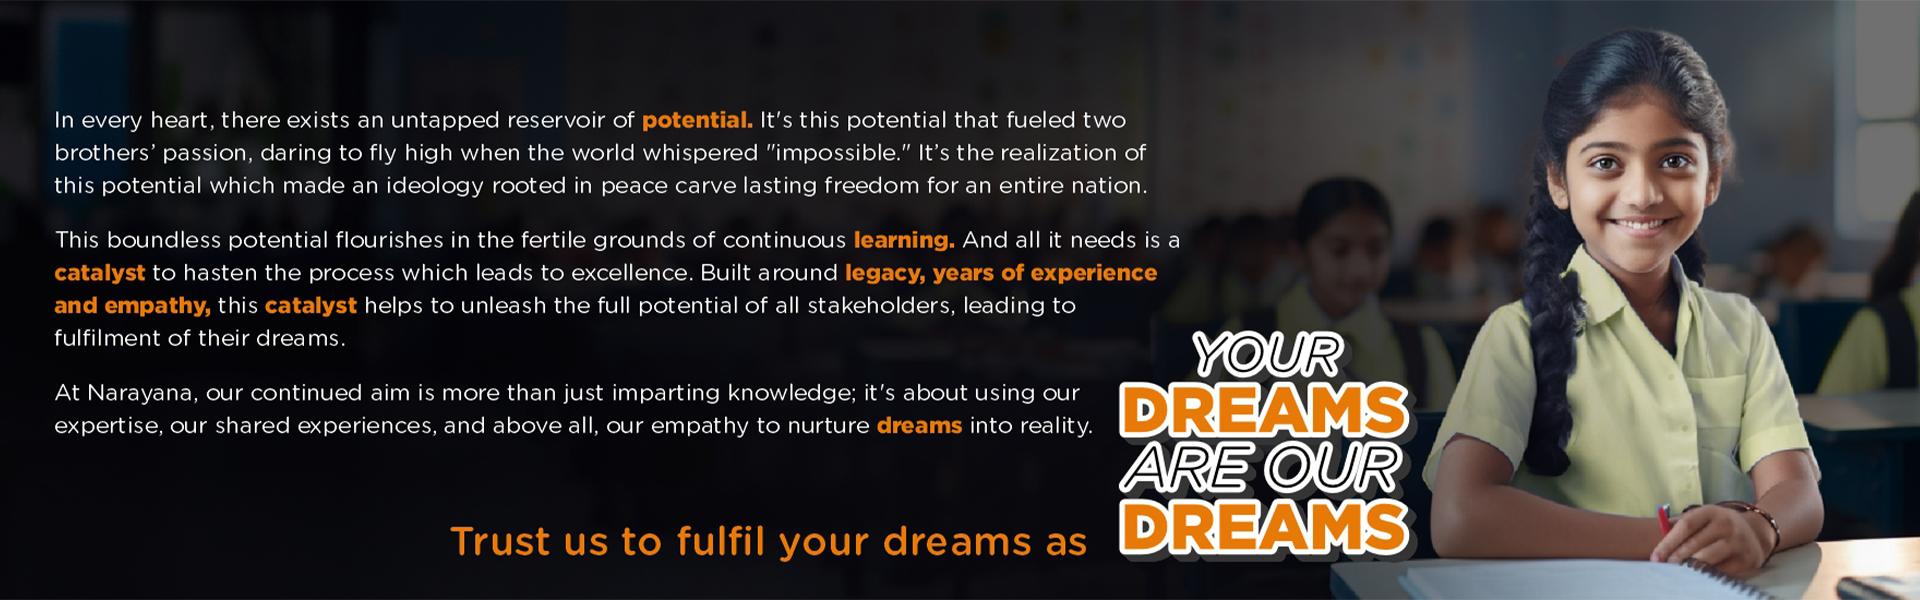 In every heart, there exists an untapped reservoir of potential. It's this potential that fueled two
brothers’ passion, daring to fly high when the world whispered "impossible." It’s the realization of
this potential which made an ideology rooted in peace carve lasting freedom for an entire nation.
This boundless potential flourishes in the fertile grounds of continuous learning. And all it needs is a
catalyst to hasten the process which leads to excellence. Built around legacy, years of experience
and empathy, this catalyst helps to unleash the full potential of all stakeholders, leading to
fulfilment of their dreams.
At Narayana, our continued aim is more than just imparting knowledge; it's about using our
expertise, our shared experiences, and above all, our empathy to nurture dreams into reality.
Trust us to fulfil your dreams as
YOUR
DREAMS
ARE OUR
DREAMS